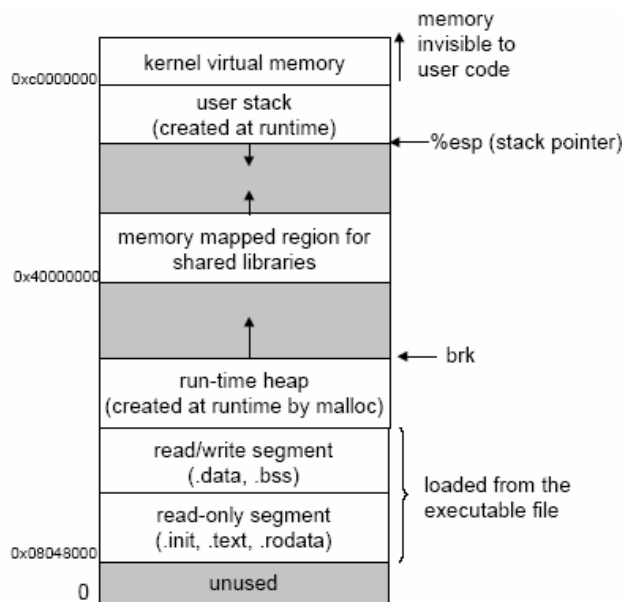 memory
invisible to
user code
kernel virtual memory
0xc0000000
user stack
(created at runtime)
%esp (stack pointer)
memory mapped region for
shared libraries
0x40000000
brk
run-time heap
(created at runtime by malloc)
read/write segment
(.data, .bss)
loaded from the
executable file
read-only segment
(.init, .text, .rodata)
0x08048000
unused
0